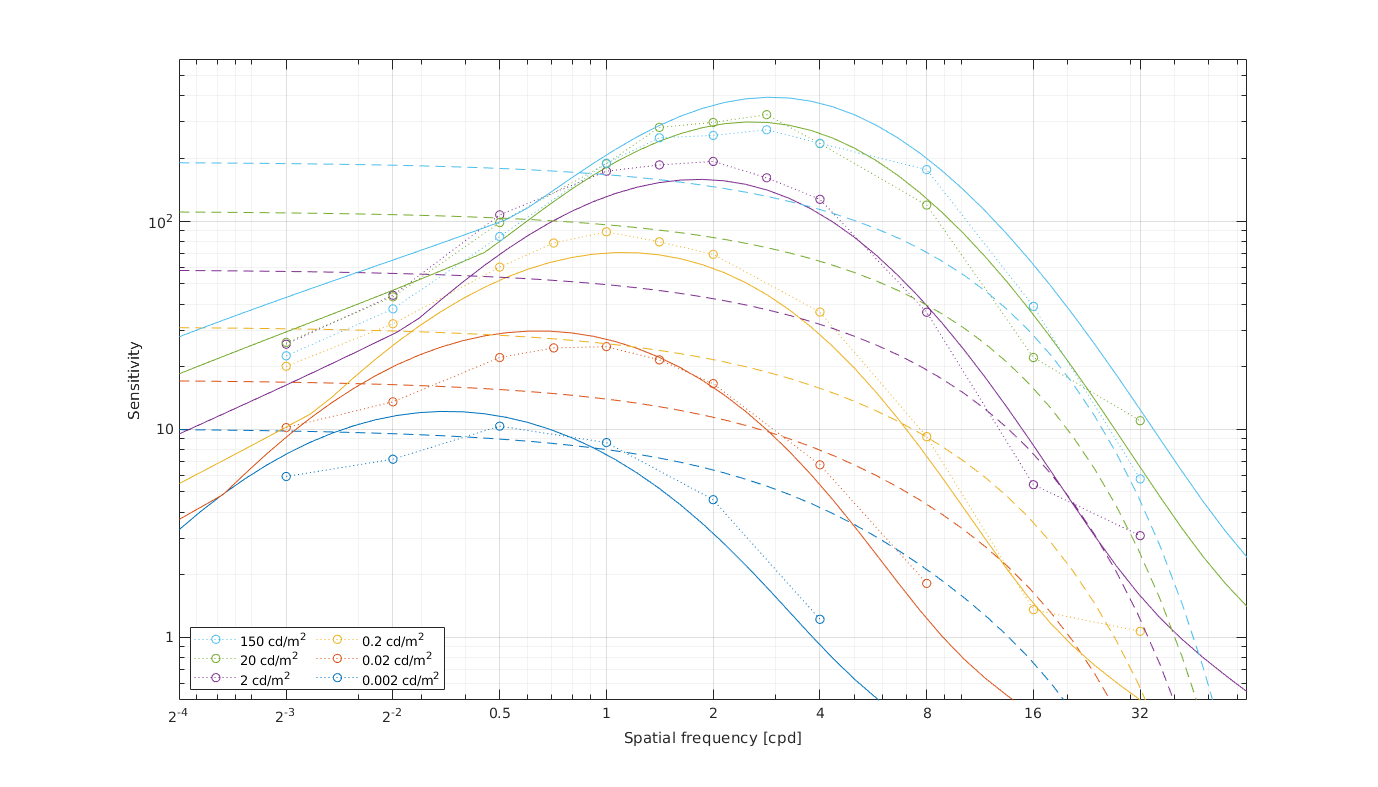 Sensitivity
10²
10
1
150 cd/m² 0.2 cd/m²
20 cd/m² 0.02 cd/m²
2 cd/m² 0.002 cd/m²
2⁻⁴ 2⁻³ 2⁻² 0.5 1 2 4 8 16 32
Spatial frequency [cpd]